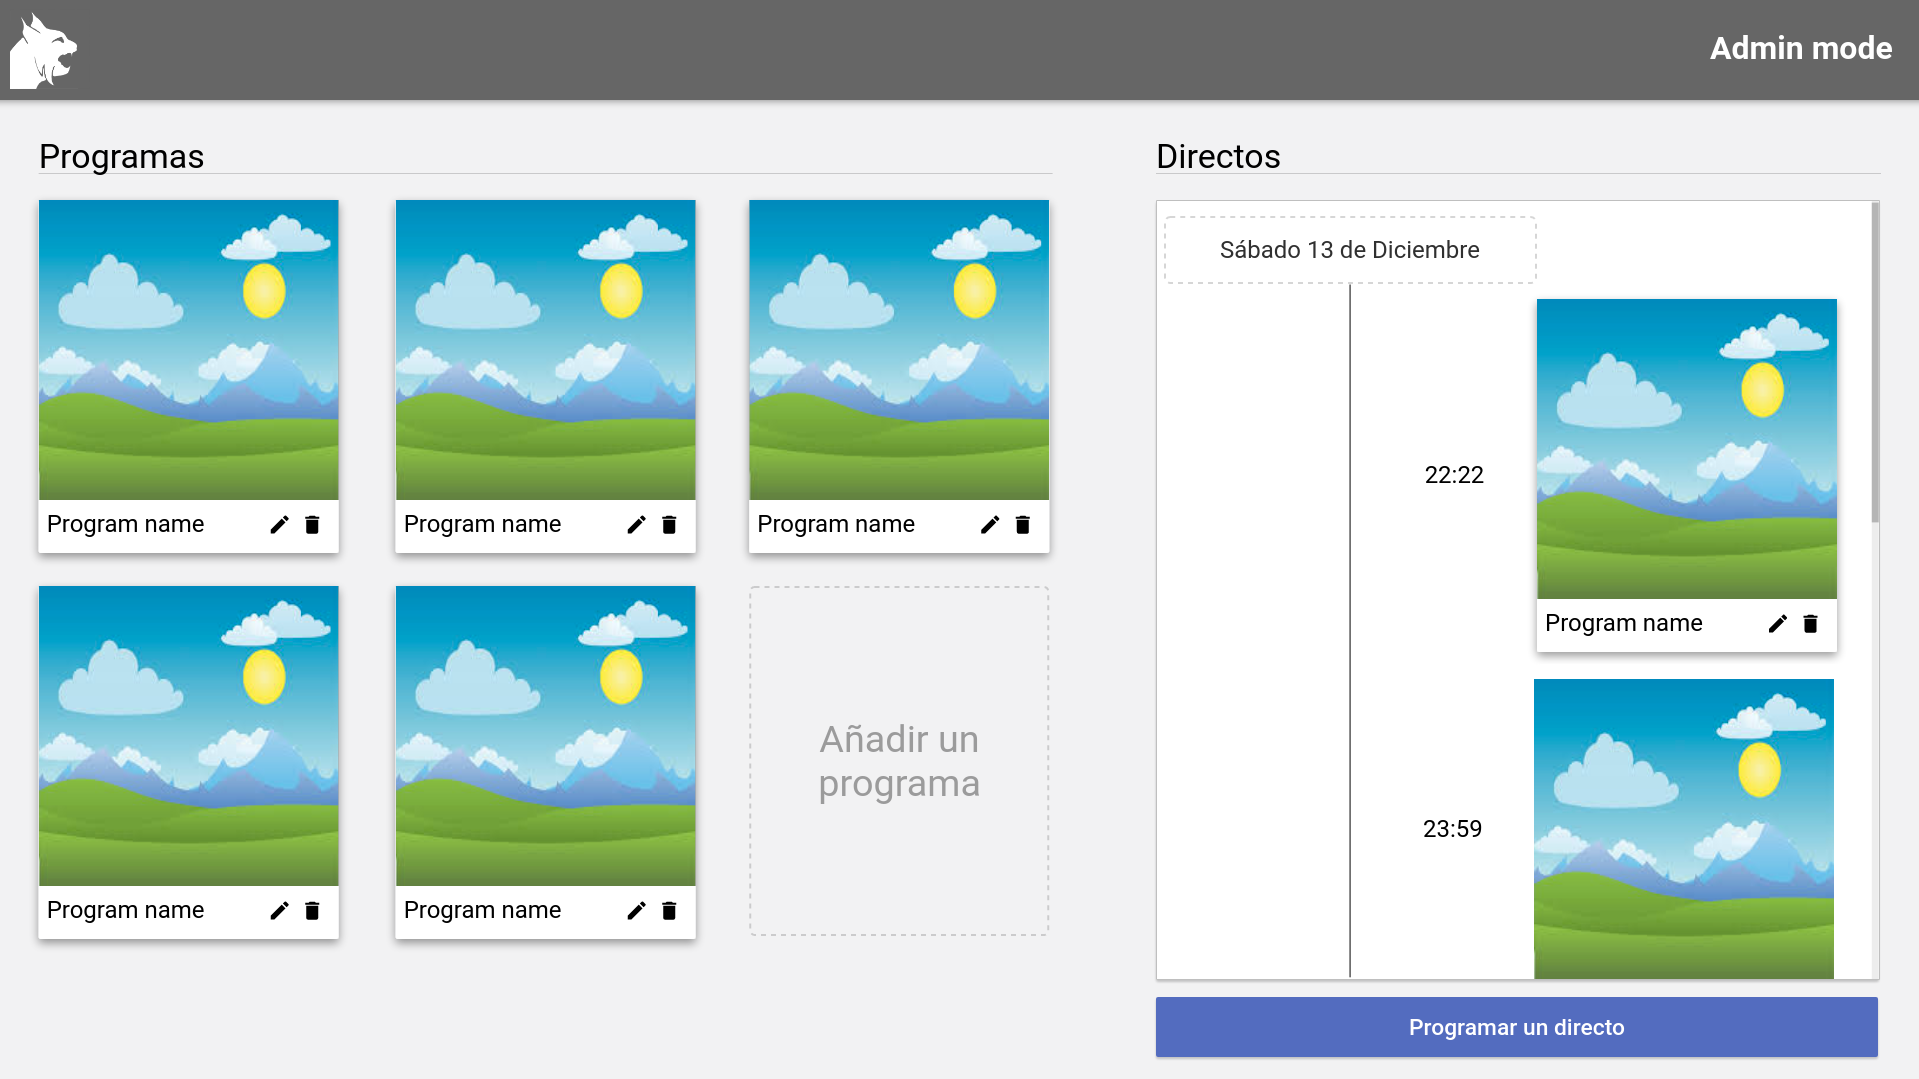 Admin mode
Programas
Program name
Program name
Program name
Program name
Program name
Añadir un
programa
Directos
Sábado 13 de Diciembre
22:22
Program name
23:59
Programar un directo